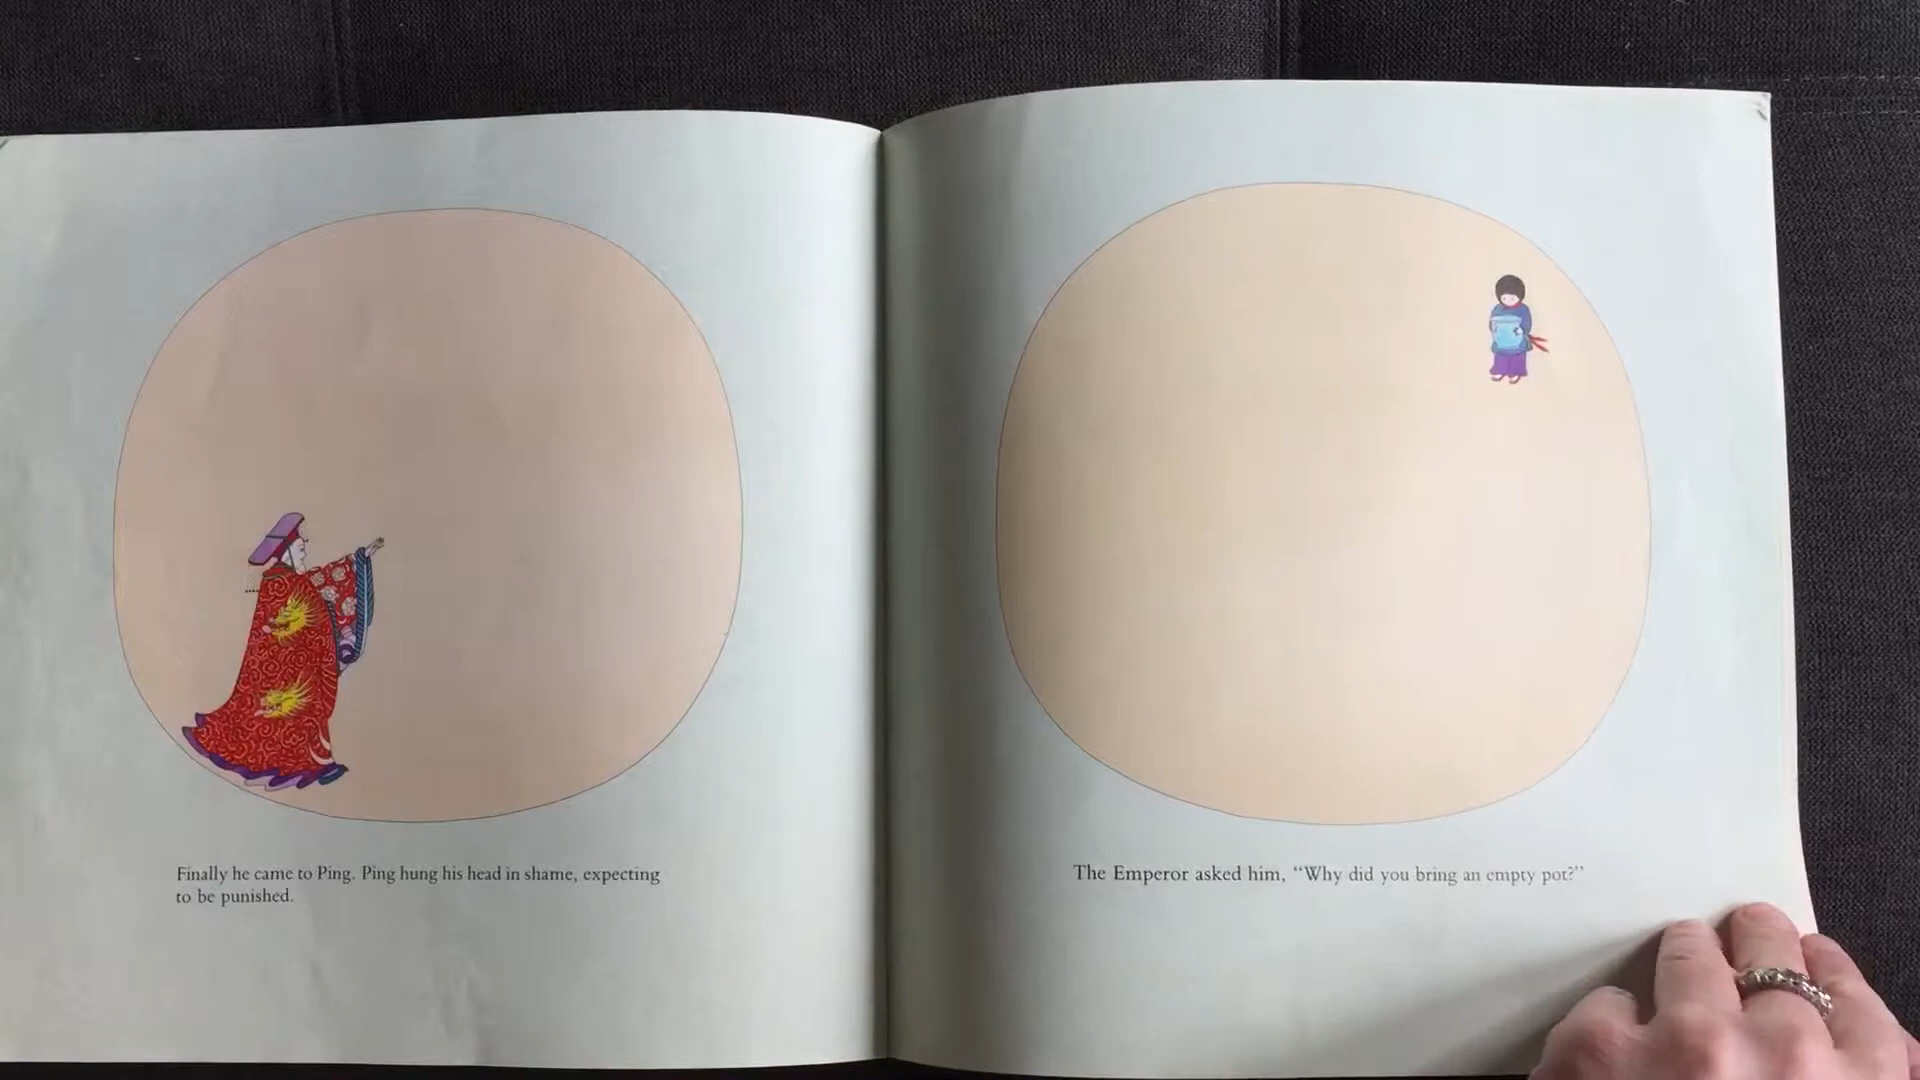 Finally he came to Ping. Ping hung his head in shame, expecting
to be punished.
The Emperor asked him, “Why did you bring an empty pot?”